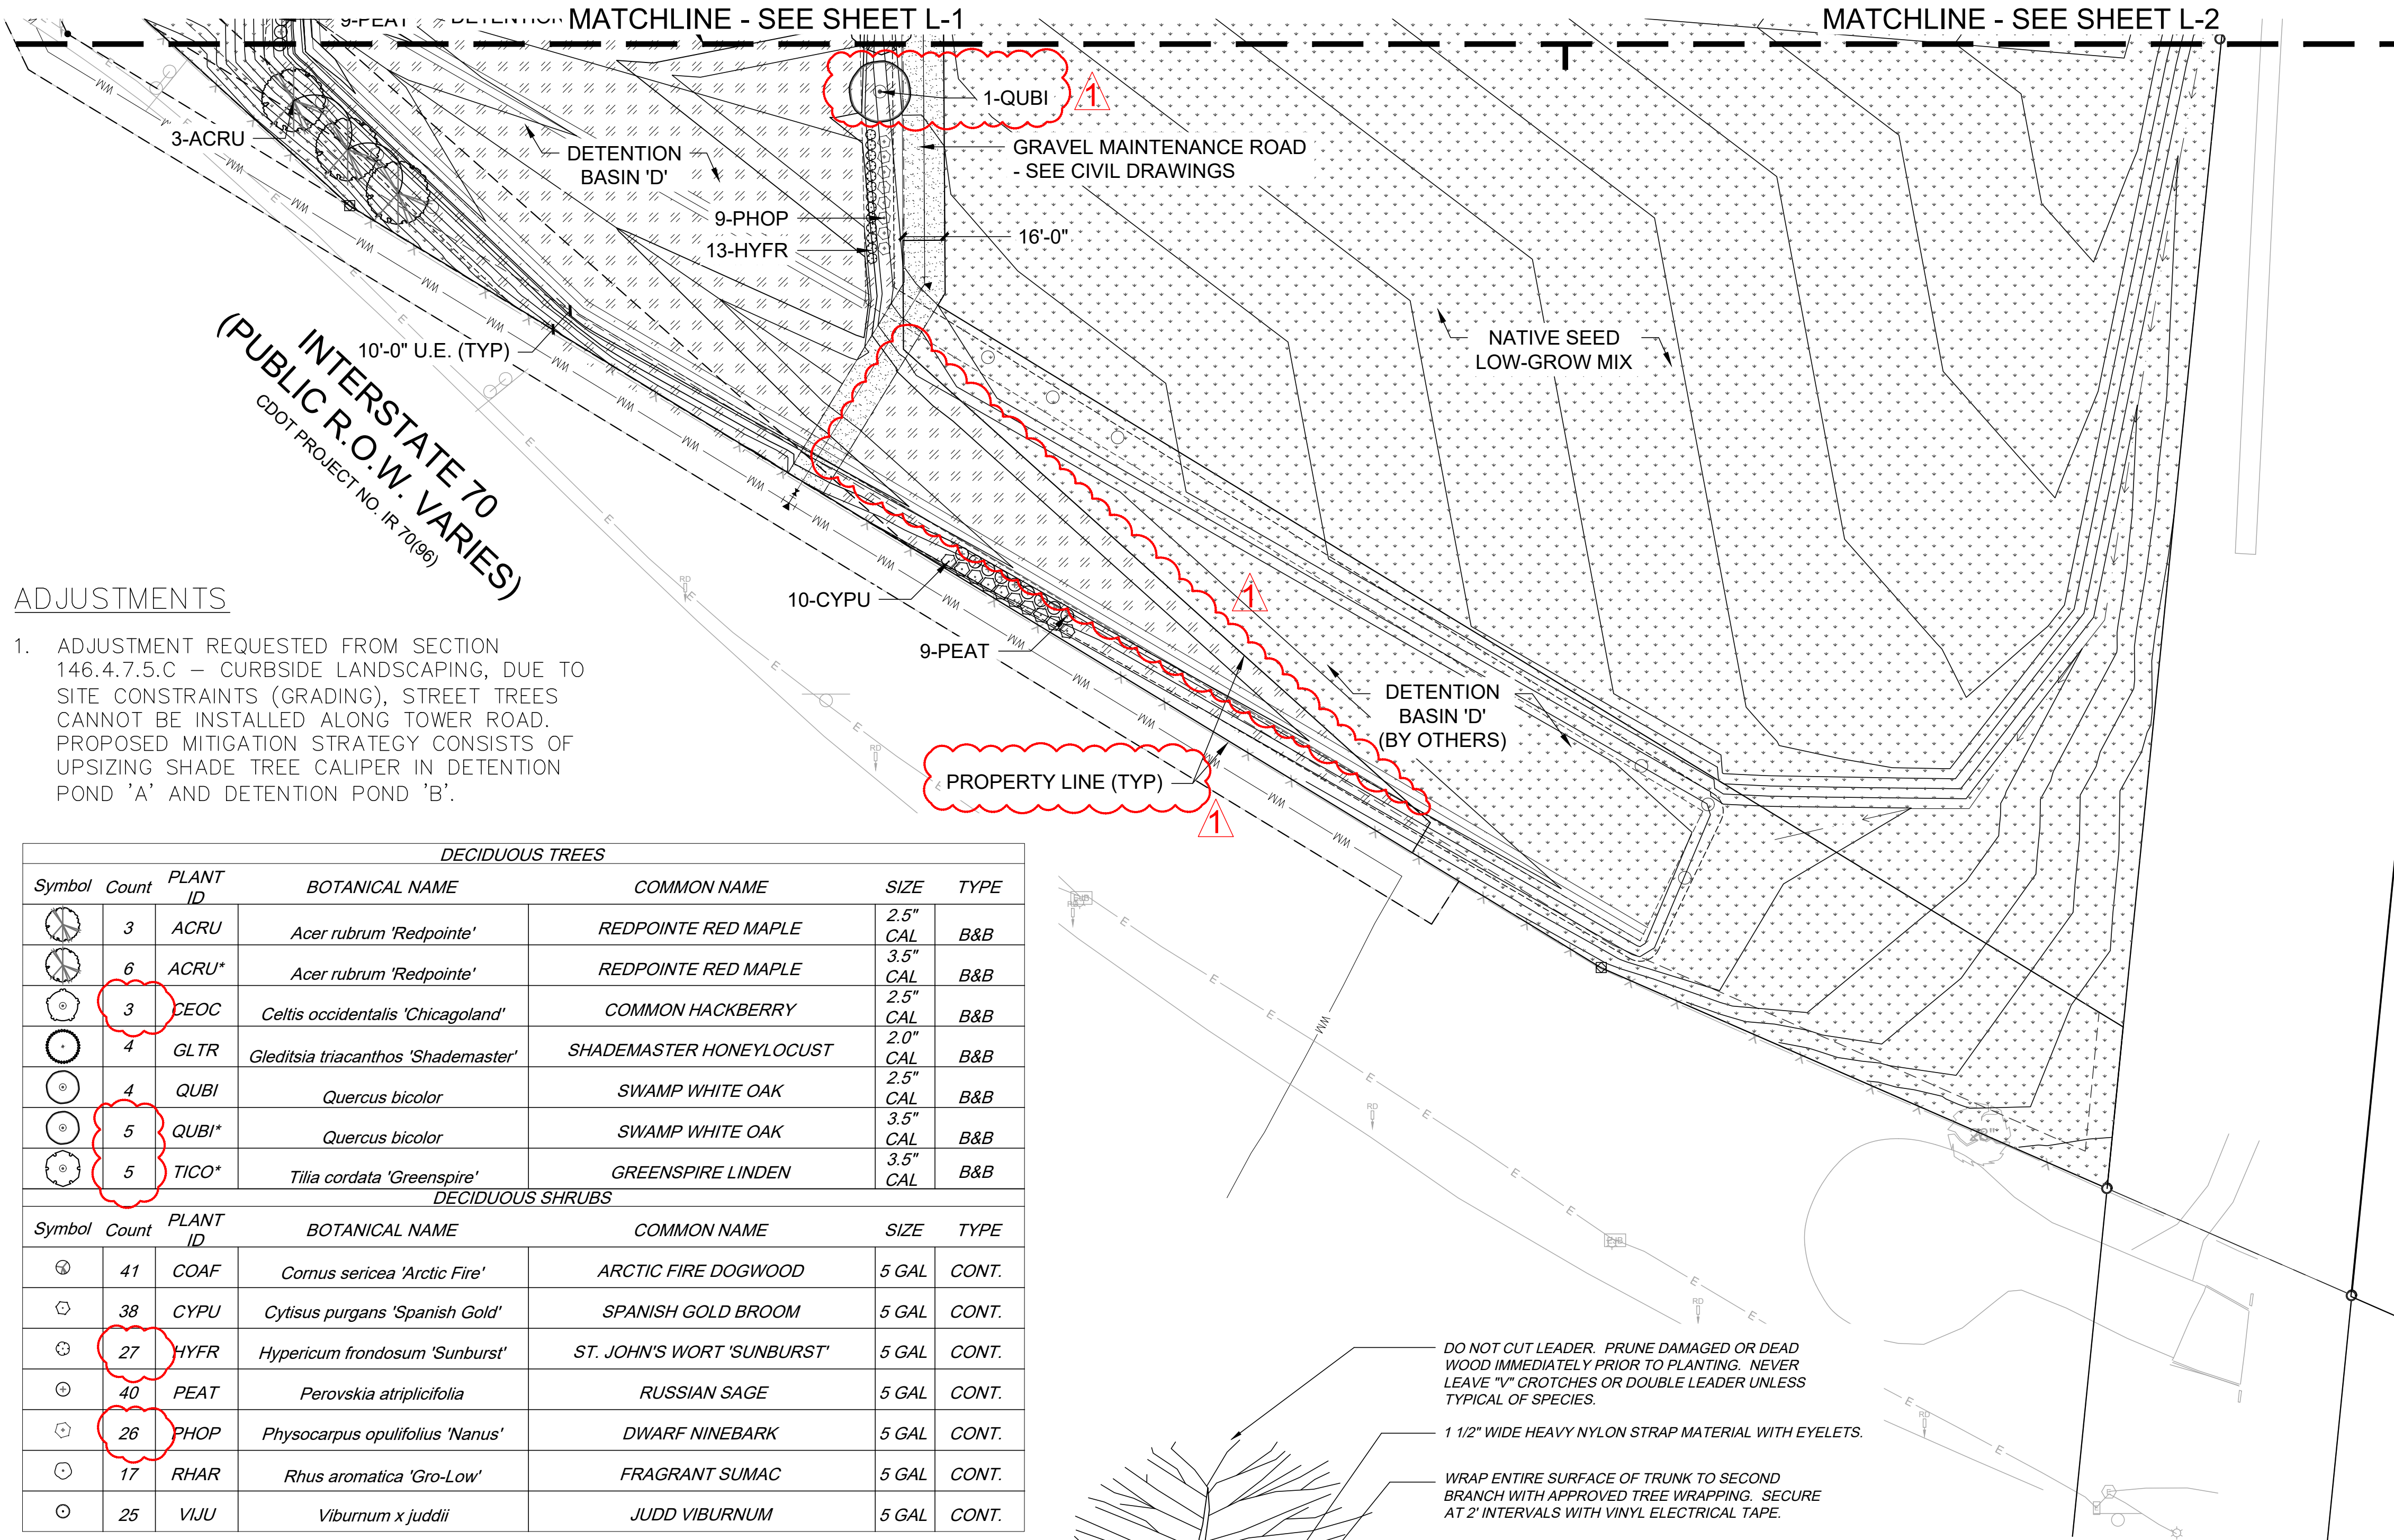 MATCHLINE - SEE SHEET L-1
MATCHLINE - SEE SHEET L-2
9-PEAT
DETENTION
1-QUBI
1
3-ACRU
DETENTION
BASIN 'D'
GRAVEL MAINTENANCE ROAD
- SEE CIVIL DRAWINGS
9-PHOP
13-HYFR
16'-0"
10'-0" U.E. (TYP)
NATIVE SEED
LOW-GROW MIX
INTERSTATE 70
(PUBLIC R.O.W. VARIES)
CDOT PROJECT NO. IR 70(96)
10-CYPU
9-PEAT
1
DETENTION
BASIN 'D'
(BY OTHERS)
PROPERTY LINE (TYP)
1
ADJUSTMENTS
1. ADJUSTMENT REQUESTED FROM SECTION
146.4.7.5.C – CURBSIDE LANDSCAPING, DUE TO
SITE CONSTRAINTS (GRADING), STREET TREES
CANNOT BE INSTALLED ALONG TOWER ROAD.
PROPOSED MITIGATION STRATEGY CONSISTS OF
UPSIZING SHADE TREE CALIPER IN DETENTION
POND 'A' AND DETENTION POND 'B'.
DECIDUOUS TREES
Symbol Count PLANT ID BOTANICAL NAME COMMON NAME SIZE TYPE
3 ACRU Acer rubrum 'Redpointe' REDPOINTE RED MAPLE 2.5" CAL B&B
6 ACRU* Acer rubrum 'Redpointe' REDPOINTE RED MAPLE 3.5" CAL B&B
3 CEOC Celtis occidentalis 'Chicagoland' COMMON HACKBERRY 2.5" CAL B&B
4 GLTR Gleditsia triacanthos 'Shademaster' SHADEMASTER HONEYLOCUST 2.0" CAL B&B
4 QUBI Quercus bicolor SWAMP WHITE OAK 2.5" CAL B&B
5 QUBI* Quercus bicolor SWAMP WHITE OAK 3.5" CAL B&B
5 TICO* Tilia cordata 'Greenspire' GREENSPIRE LINDEN 3.5" CAL B&B
DECIDUOUS SHRUBS
Symbol Count PLANT ID BOTANICAL NAME COMMON NAME SIZE TYPE
41 COAF Cornus sericea 'Arctic Fire' ARCTIC FIRE DOGWOOD 5 GAL CONT.
38 CYPU Cytisus purgans 'Spanish Gold' SPANISH GOLD BROOM 5 GAL CONT.
27 HYFR Hypericum frondosum 'Sunburst' ST. JOHN'S WORT 'SUNBURST' 5 GAL CONT.
40 PEAT Perovskia atriplicifolia RUSSIAN SAGE 5 GAL CONT.
26 PHOP Physocarpus opulifolius 'Nanus' DWARF NINEBARK 5 GAL CONT.
17 RHAR Rhus aromatica 'Gro-Low' FRAGRANT SUMAC 5 GAL CONT.
25 VIJU Viburnum x juddii JUDD VIBURNUM 5 GAL CONT.
DO NOT CUT LEADER. PRUNE DAMAGED OR DEAD
WOOD IMMEDIATELY PRIOR TO PLANTING. NEVER
LEAVE "V" CROTCHES OR DOUBLE LEADER UNLESS
TYPICAL OF SPECIES.
1 1/2" WIDE HEAVY NYLON STRAP MATERIAL WITH EYELETS.
WRAP ENTIRE SURFACE OF TRUNK TO SECOND
BRANCH WITH APPROVED TREE WRAPPING. SECURE
AT 2' INTERVALS WITH VINYL ELECTRICAL TAPE.